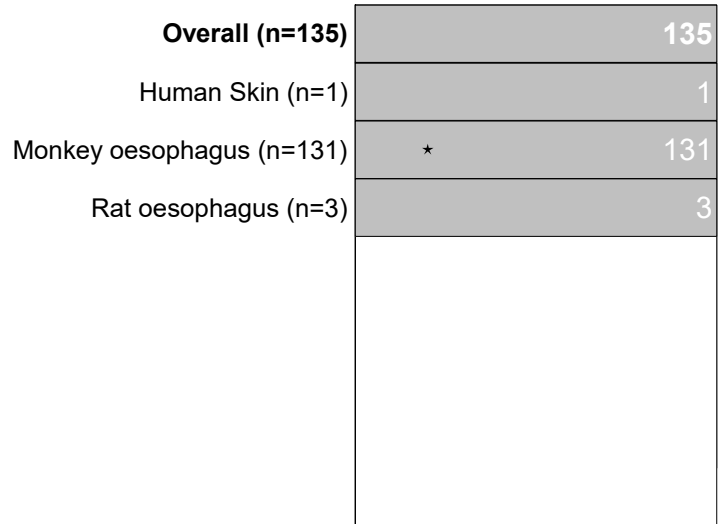 Overall (n=135) 135
Human Skin (n=1) 1
Monkey oesophagus (n=131) ⋆ 131
Rat oesophagus (n=3) 3